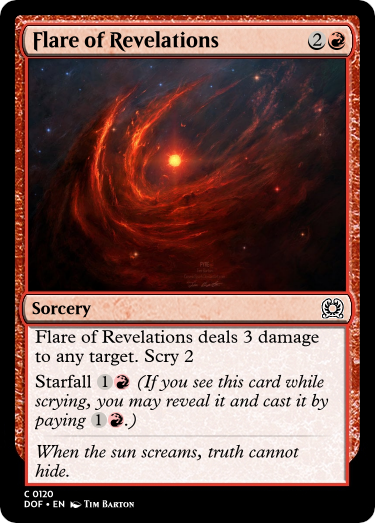 Flare of Revelations 2
Sorcery
Flare of Revelations deals 3 damage
to any target. Scry 2
Starfall 1 (If you see this card while
scrying, you may reveal it and cast it by
paying 1 .)
When the sun screams, truth cannot
hide.
C 0120
DOF • EN Tim Barton